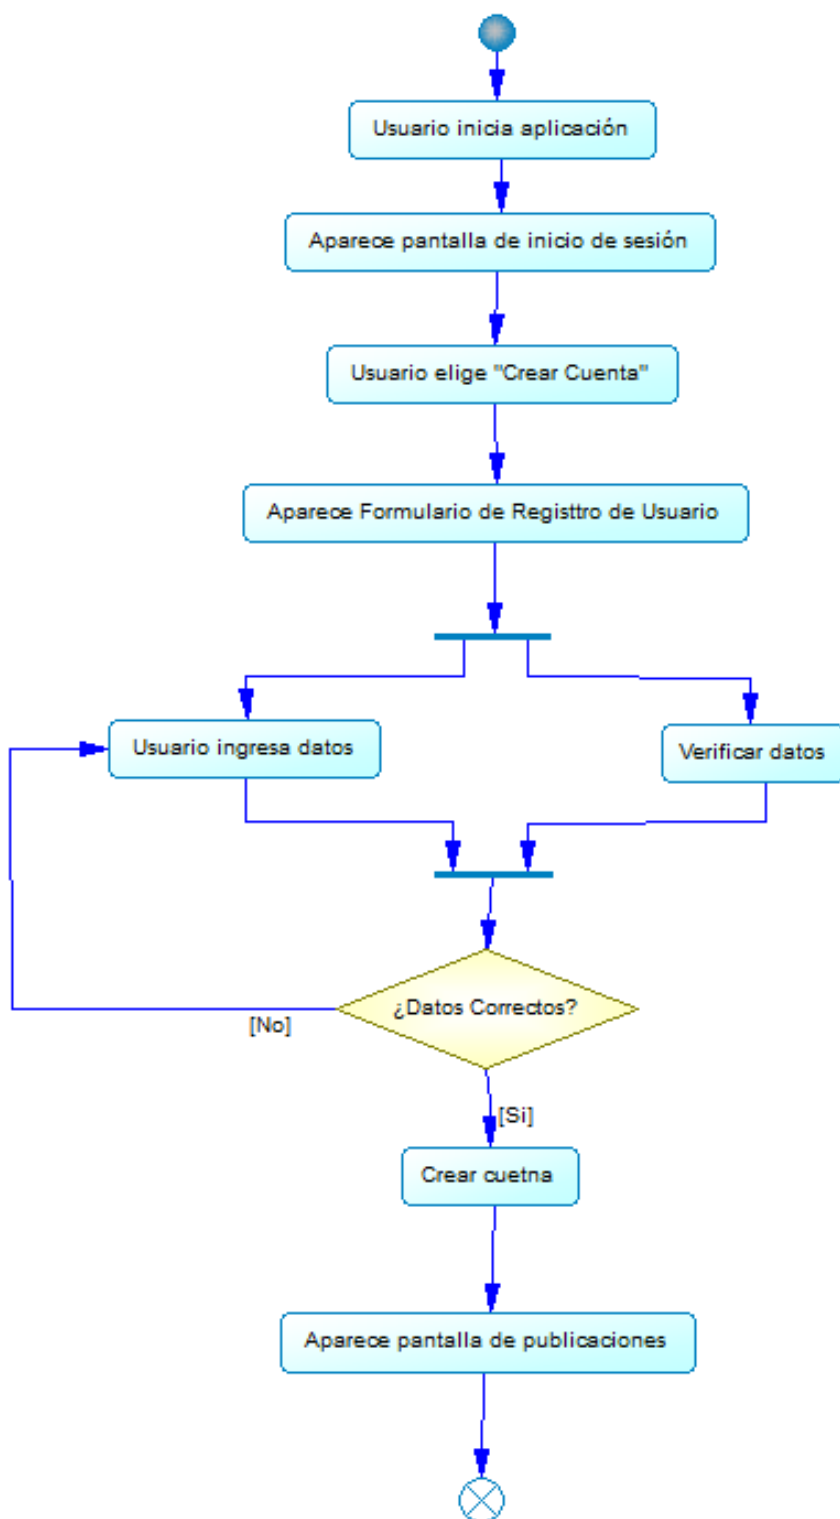 Usuario inicia aplicación
Aparece pantalla de inicio de sesión
Usuario elige "Crear Cuenta"
Aparece Formulario de Registtro de Usuario
Usuario ingresa datos
Verificar datos
¿Datos Correctos?
[No]
[Si]
Crear cuetna
Aparece pantalla de publicaciones